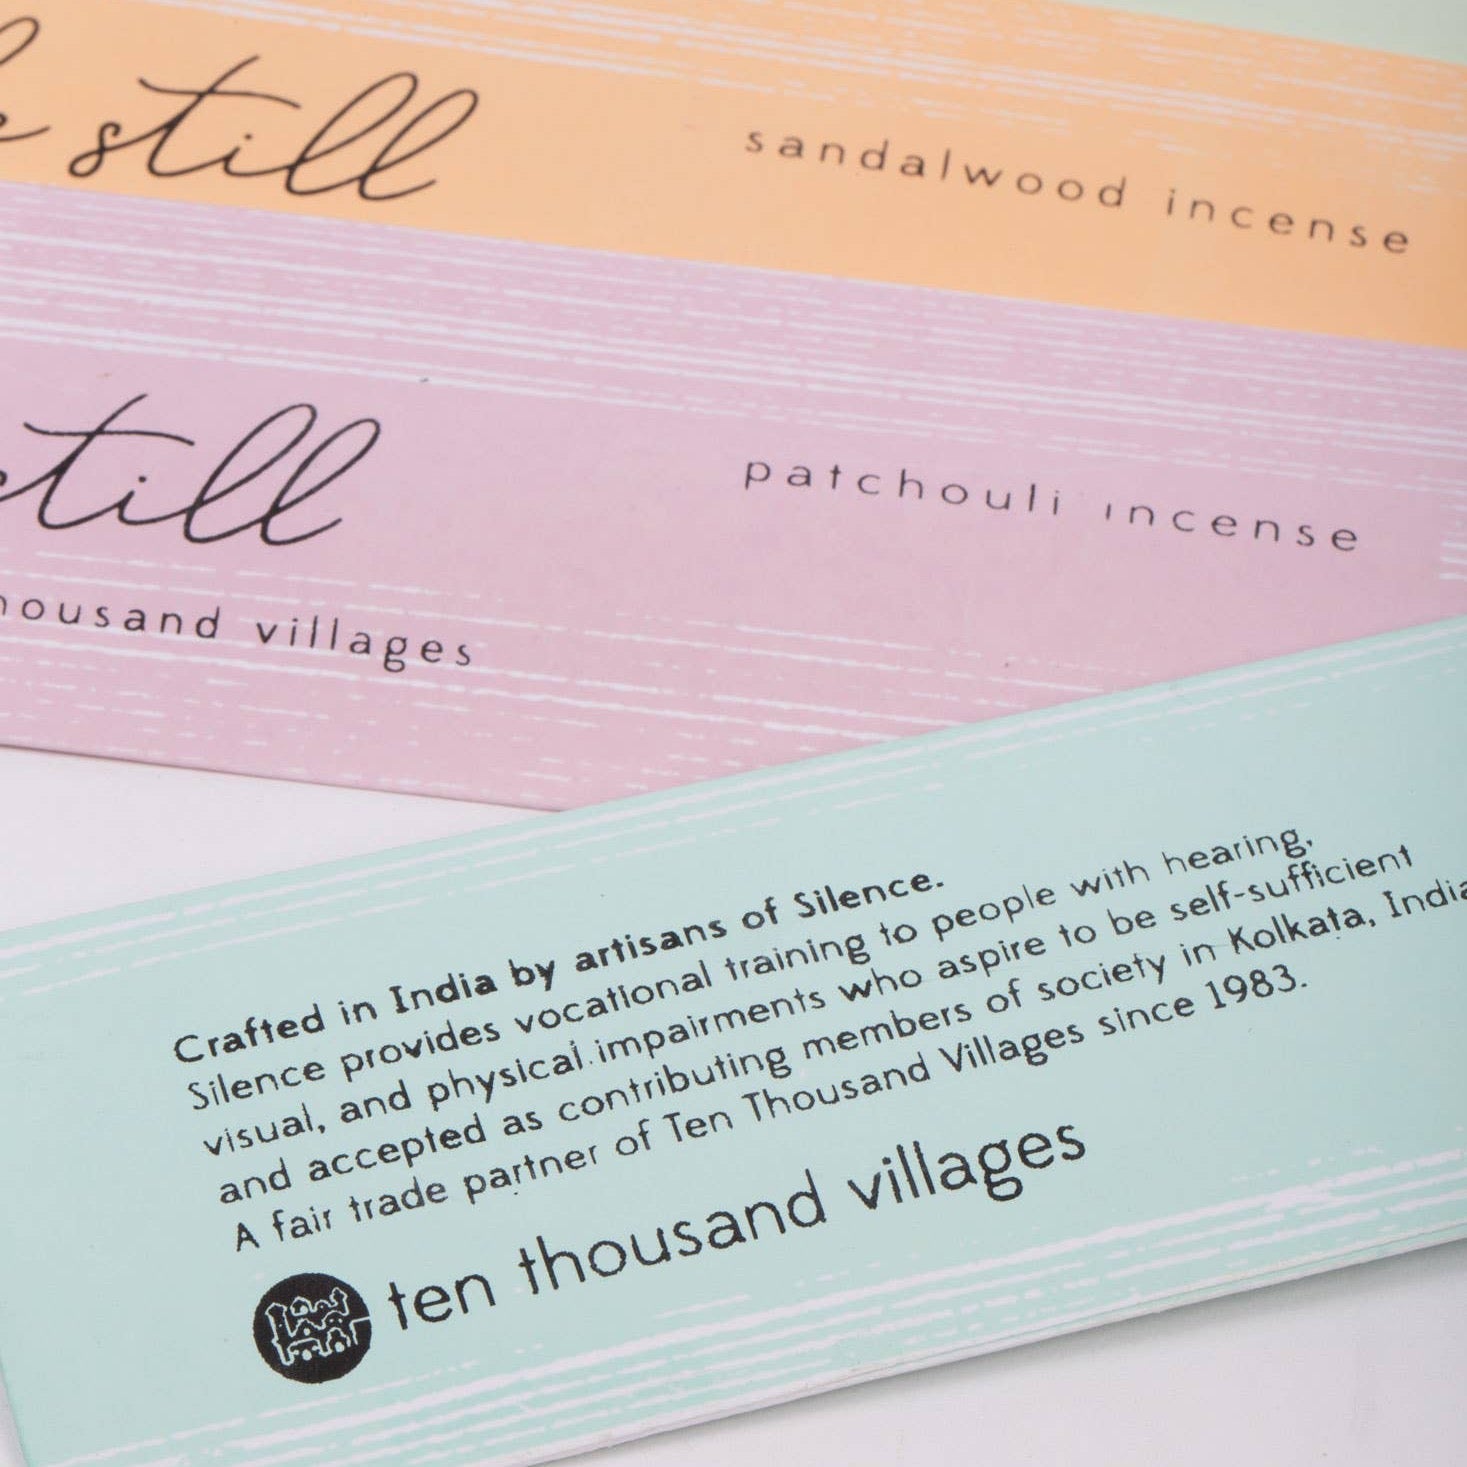 still
sandalwood incense
still
patchouli incense
villages
Crafted in India by artisans of Silence.
Silence provides vocational training to people with hearing,
visual, and physical impairments who aspire to be self-sufficient
and accepted as contributing members of society in Kolkata, India
A fair trade partner of Ten Thousand Villages since 1983.
ten thousand villages